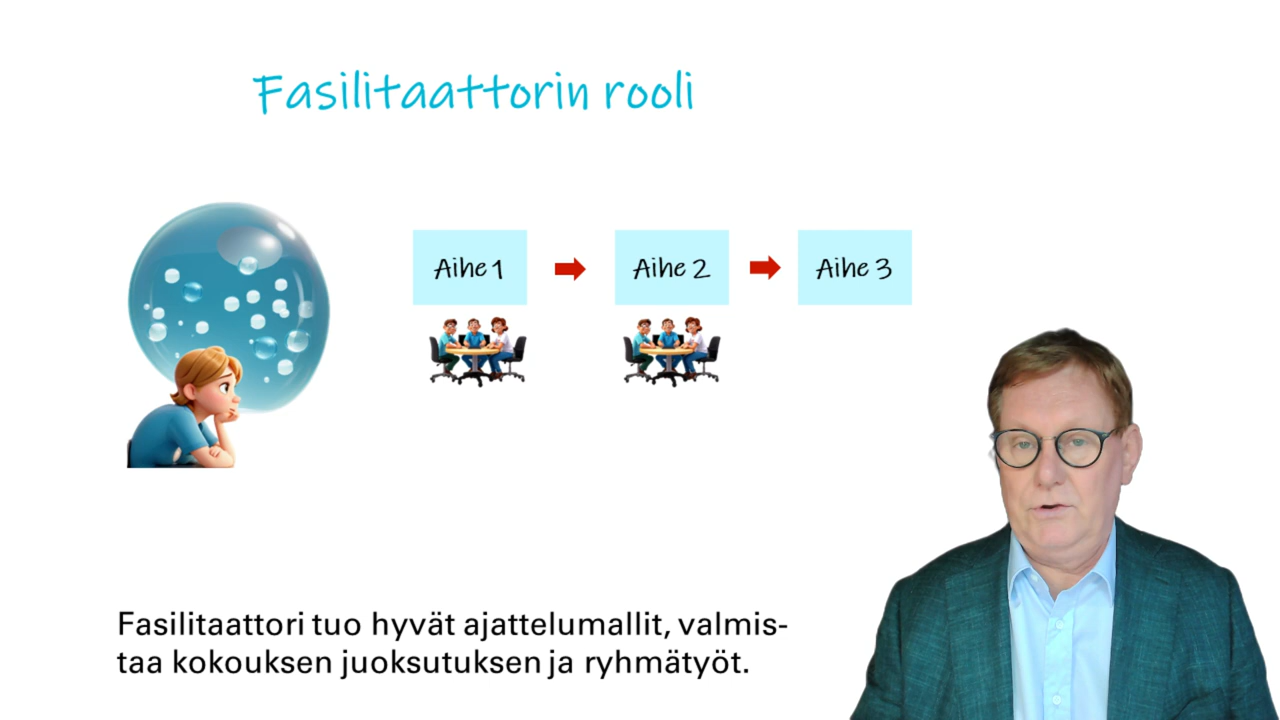 Fasilitaattorin rooli
Aihe 1
Aihe 2
Aihe 3
Fasilitaattori tuo hyvät ajattelumallit, valmis-
taa kokouksen juoksutuksen ja ryhmätyöt.